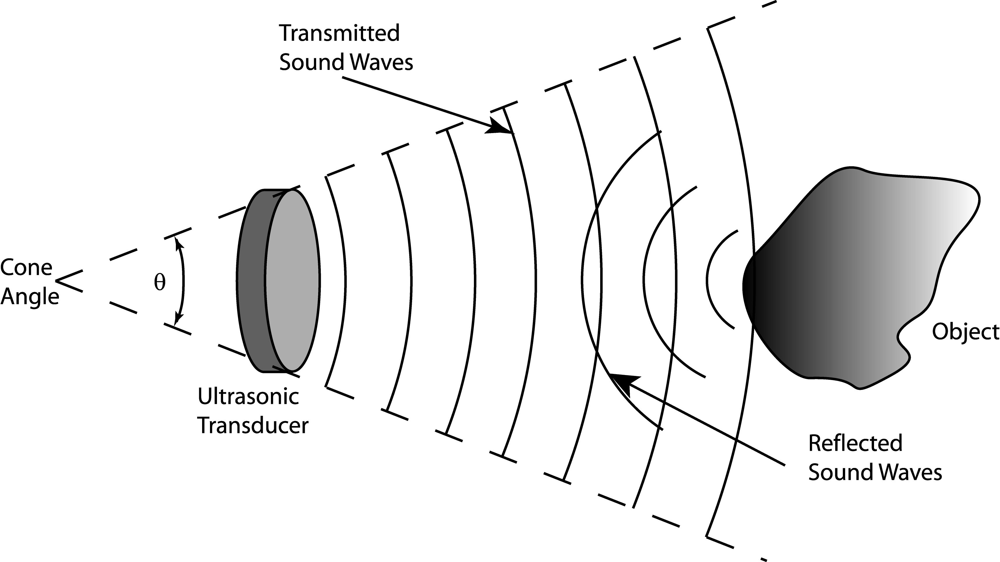 Transmitted
Sound Waves
Cone
Angle
θ
Object
Ultrasonic
Transducer
Reflected
Sound Waves